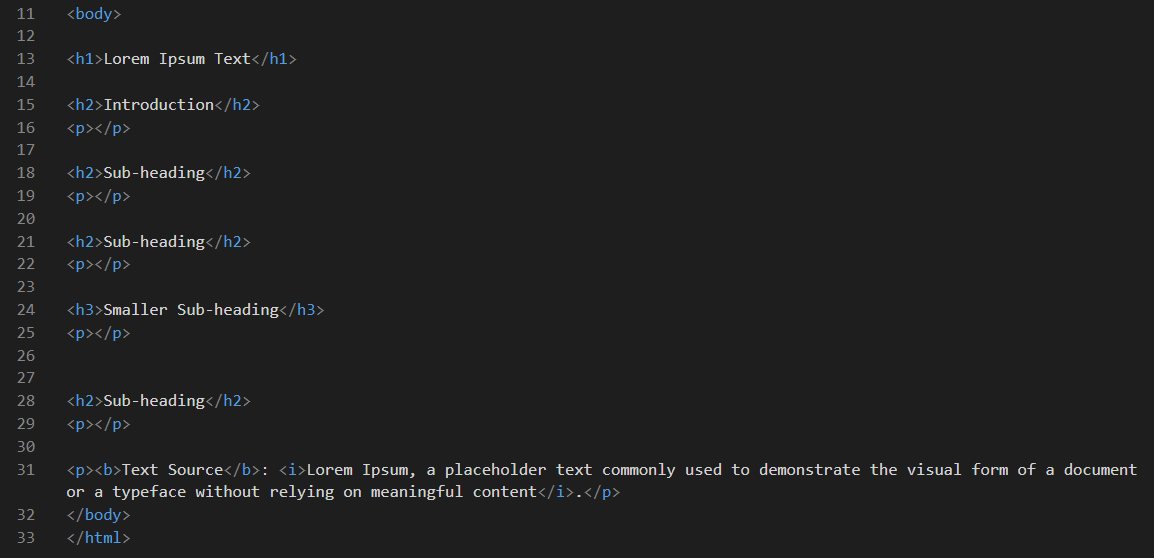 11 <body>
12
13 <h1>Lorem Ipsum Text</h1>
14
15 <h2>Introduction</h2>
16 <p></p>
17
18 <h2>Sub-heading</h2>
19 <p></p>
20
21 <h2>Sub-heading</h2>
22 <p></p>
23
24 <h3>Smaller Sub-heading</h3>
25 <p></p>
26
27
28 <h2>Sub-heading</h2>
29 <p></p>
30
31 <p><b>Text Source</b>: <i>Lorem Ipsum, a placeholder text commonly used to demonstrate the visual form of a document
or a typeface without relying on meaningful content</i>.</p>
32 </body>
33 </html>